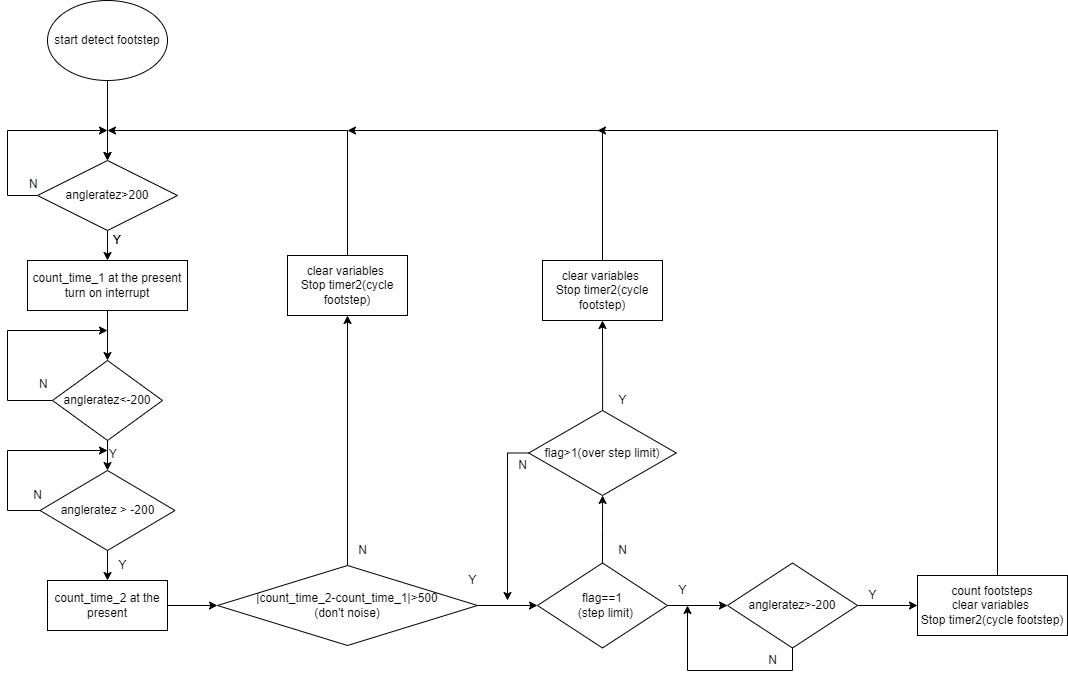 start detect footstep
N
angleratez>200
Y
count_time_1 at the present
turn on interrupt
N
angleratez<-200
Y
N
angleratez > -200
Y
count_time_2 at the
present
|count_time_2-count_time_1|>500
(don't noise)
N
clear variables
Stop timer2(cycle
footstep)
Y
flag==1
(step limit)
N
flag>1(over step limit)
N
Y
clear variables
Stop timer2(cycle
footstep)
Y
angleratez>-200
N
Y
count footsteps
clear variables
Stop timer2(cycle footstep)